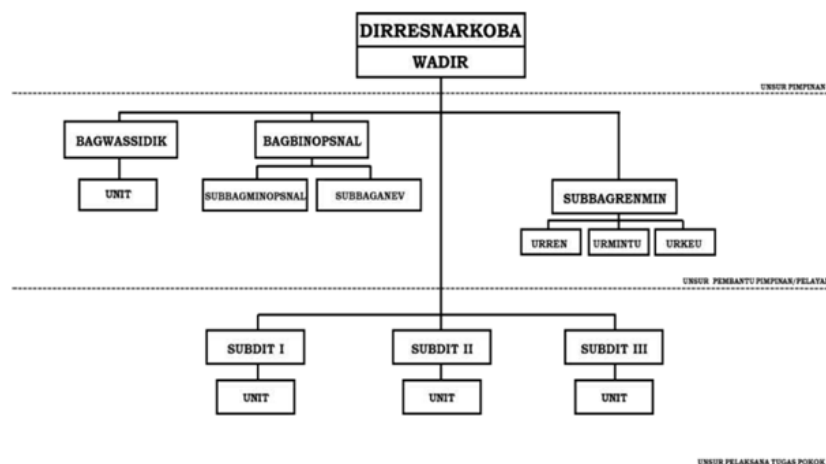 DIRRESNARKOBA
WADIR
UNSUR PIMPINAN
BAGWASSIDIK
BAGBINOPSNAL
UNIT
SUBBAGMINOPSNAL
SUBBAGANEV
SUBBAGRENMIN
URREN
URMINTU
URKEU
UNSUR PEMBANTU PIMPINAN/PELAYA
SUBDIT I
SUBDIT II
SUBDIT III
UNIT
UNIT
UNIT
UNSUR PELAKSANA TUGAS POKOK